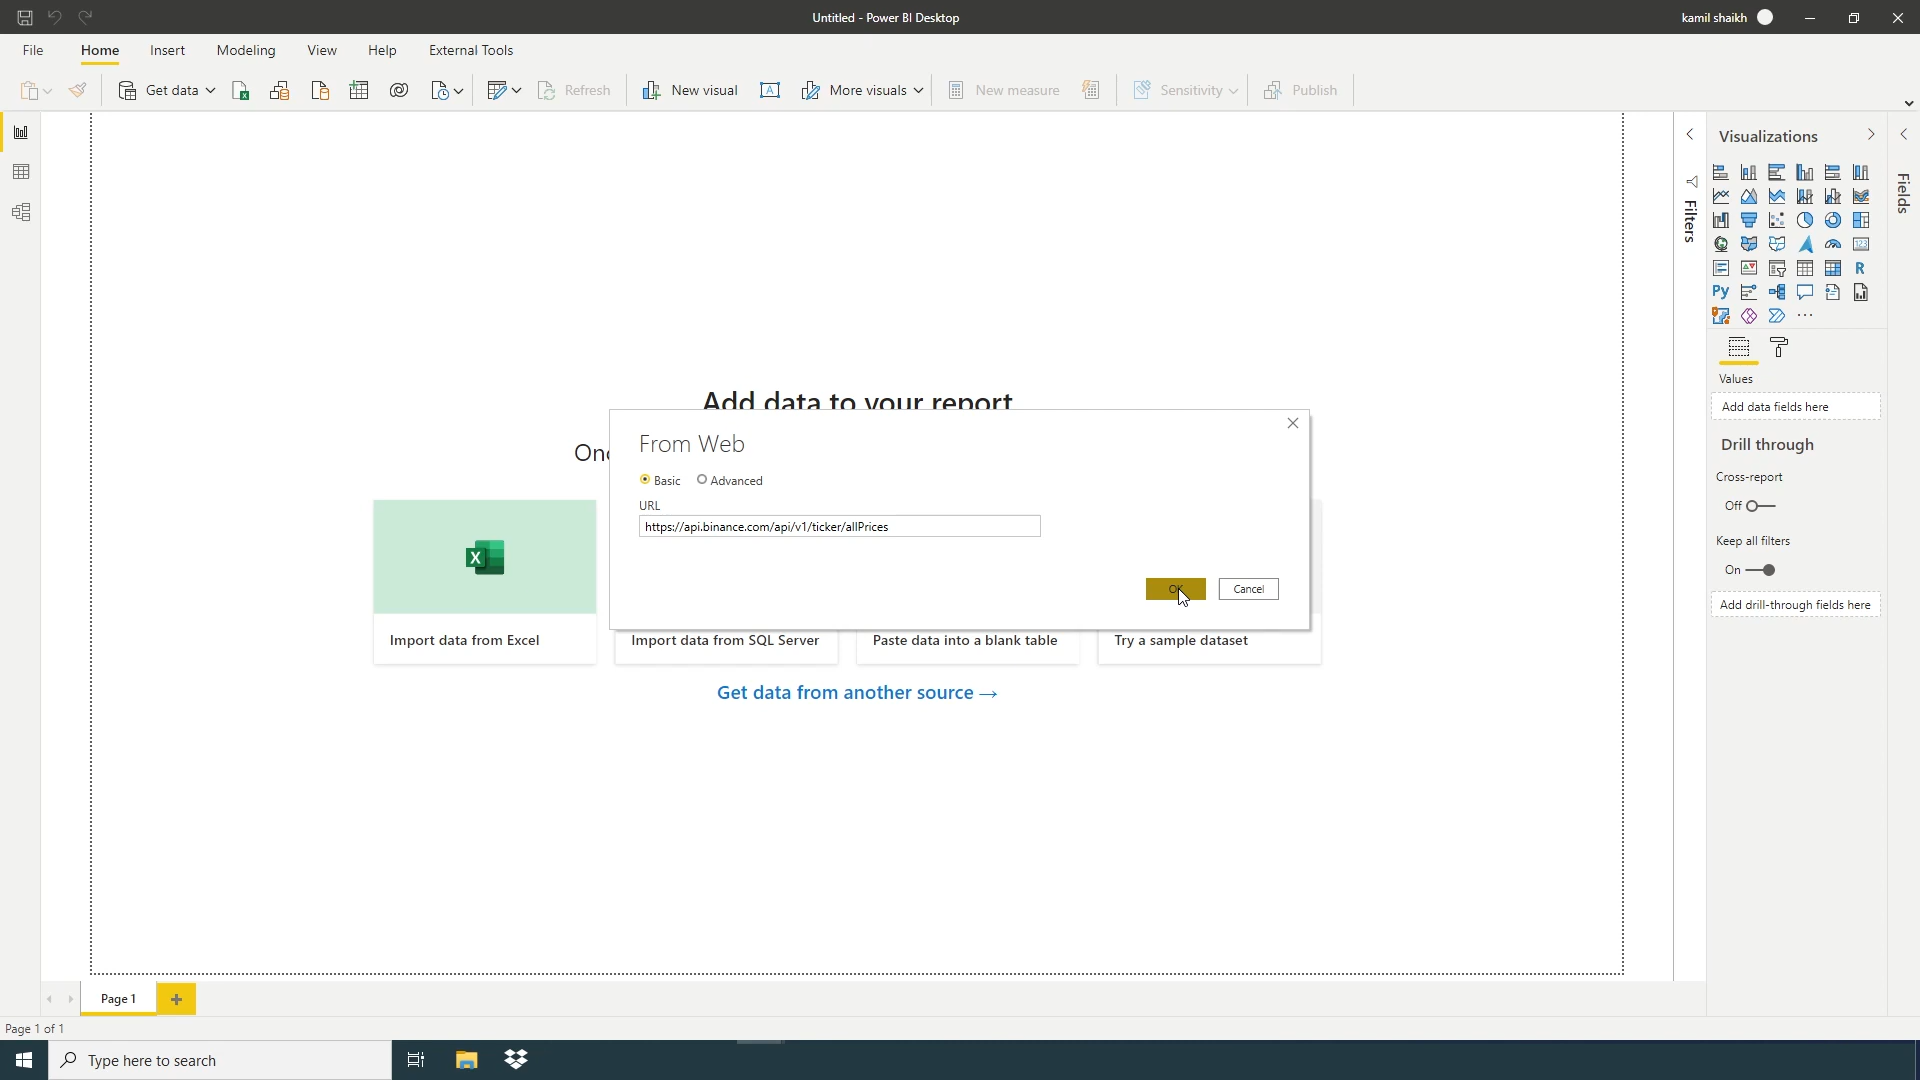 Untitled - Power BI Desktop
kamil shaikh
File Home Insert Modeling View Help External Tools
Get data
Refresh
New visual
More visuals
New measure
Sensitivity
Publish
Add data to your report
From Web
Basic Advanced
URL
https://api.binance.com/api/v1/ticker/allPrices
OK Cancel
Import data from Excel
Import data from SQL Server
Paste data into a blank table
Try a sample dataset
Get data from another source →
Filters
Visualizations
R
Py
123
Values
Add data fields here
Drill through
Cross-report
Off
Keep all filters
On
Add drill-through fields here
Fields
Page 1
Page 1 of 1
Type here to search